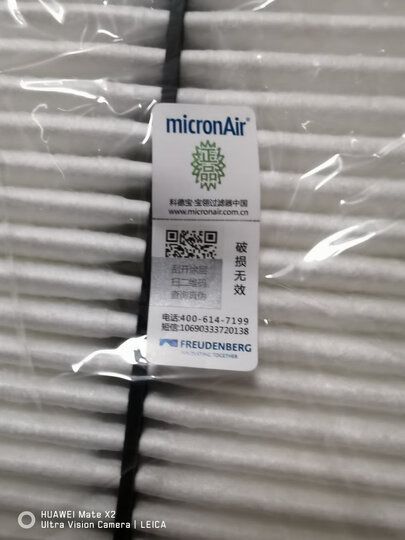 micronAir®
正品
科德宝·宝翎过滤器中国
www.micronair.com.cn
破损无效
刮开涂层
扫二维码
查询真伪
电话:400-614-7199
短信:10690333720138
FREUDENBERG
INNOVATING TOGETHER
HUAWEI Mate X2
Ultra Vision Camera | LEICA